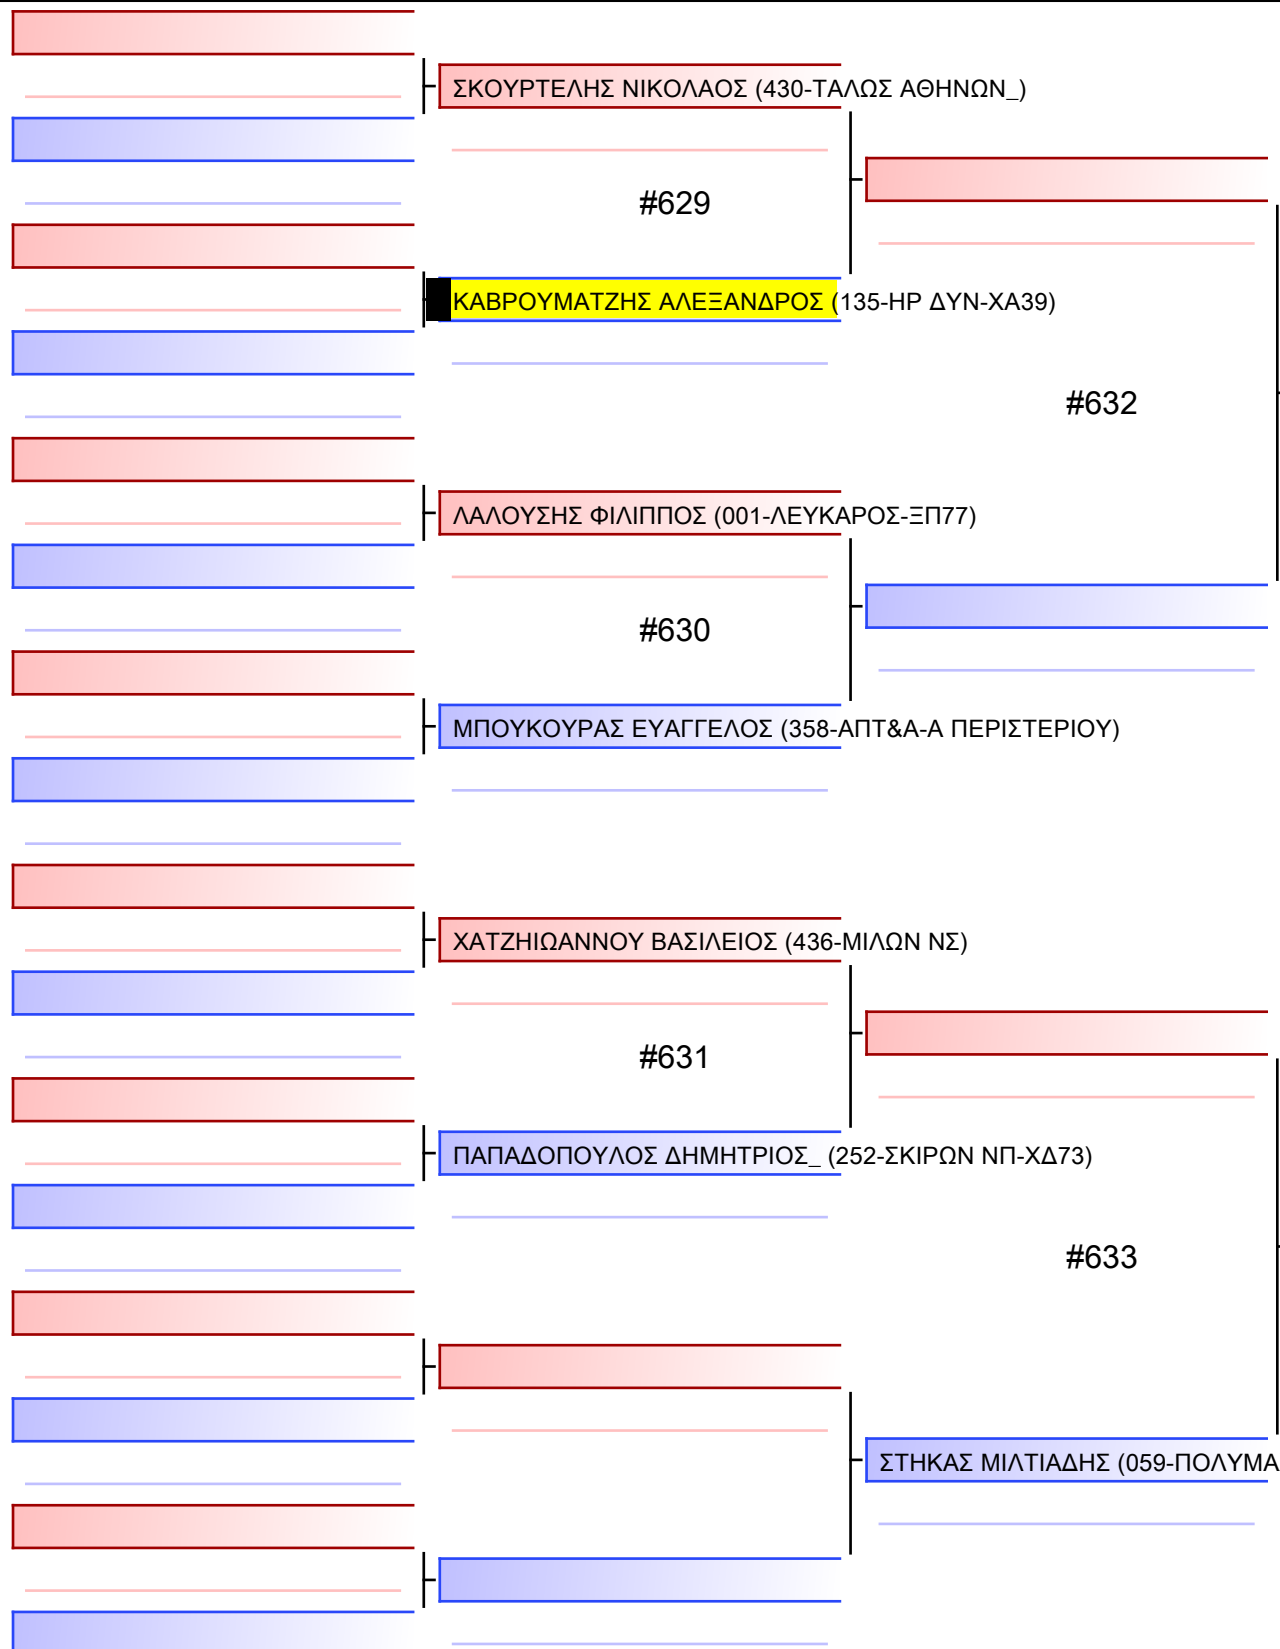 ΣΚΟΥΡΤΕΛΗΣ ΝΙΚΟΛΑΟΣ (430-ΤΑΛΩΣ ΑΘΗΝΩΝ_)
#629
ΚΑΒΡΟΥΜΑΤΖΗΣ ΑΛΕΞΑΝΔΡΟΣ (135-ΗΡ ΔΥΝ-ΧΑ39)
#632
ΛΑΛΟΥΣΗΣ ΦΙΛΙΠΠΟΣ (001-ΛΕΥΚΑΡΟΣ-ΞΠ77)
#630
ΜΠΟΥΚΟΥΡΑΣ ΕΥΑΓΓΕΛΟΣ (358-ΑΠΤ&Α-Α ΠΕΡΙΣΤΕΡΙΟΥ)
ΧΑΤΖΗΙΩΑΝΝΟΥ ΒΑΣΙΛΕΙΟΣ (436-ΜΙΛΩΝ ΝΣ)
#631
ΠΑΠΑΔΟΠΟΥΛΟΣ ΔΗΜΗΤΡΙΟΣ_ (252-ΣΚΙΡΩΝ ΝΠ-ΧΔ73)
#633
ΣΤΗΚΑΣ ΜΙΛΤΙΑΔΗΣ (059-ΠΟΛΥΜΑ